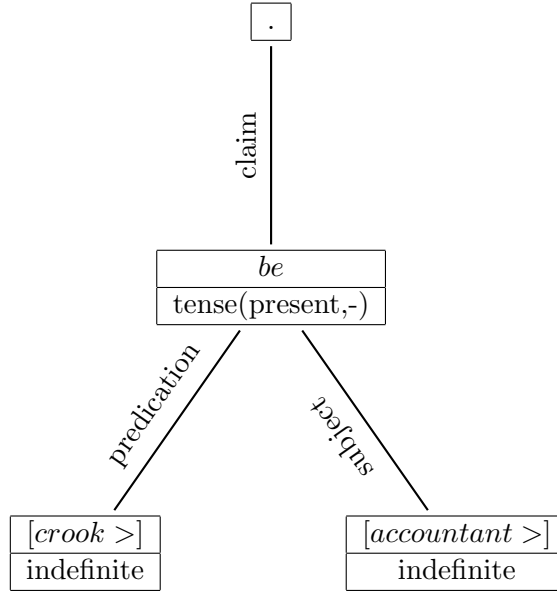 .
claim
be
tense(present,-)
predication
subject
[crook >]
indefinite
[accountant >]
indefinite